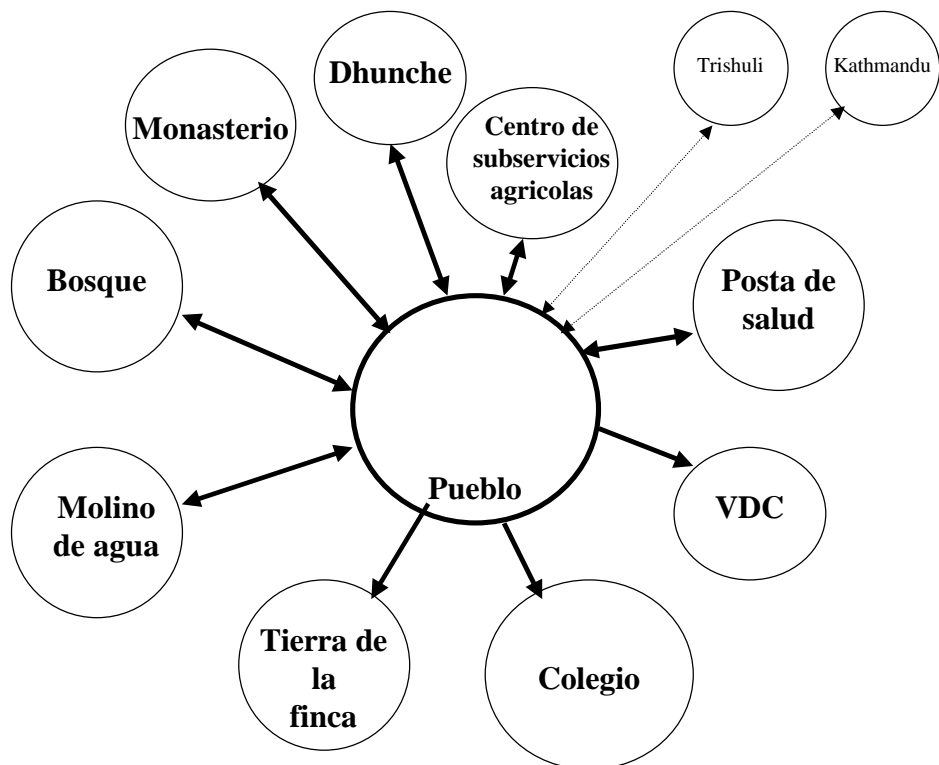 Dhunche
Trishuli
Kathmandu
Monasterio
Centro de
subservicios
agricolas
Bosque
Posta de
salud
Molino
de agua
Pueblo
VDC
Tierra de
la
finca
Colegio